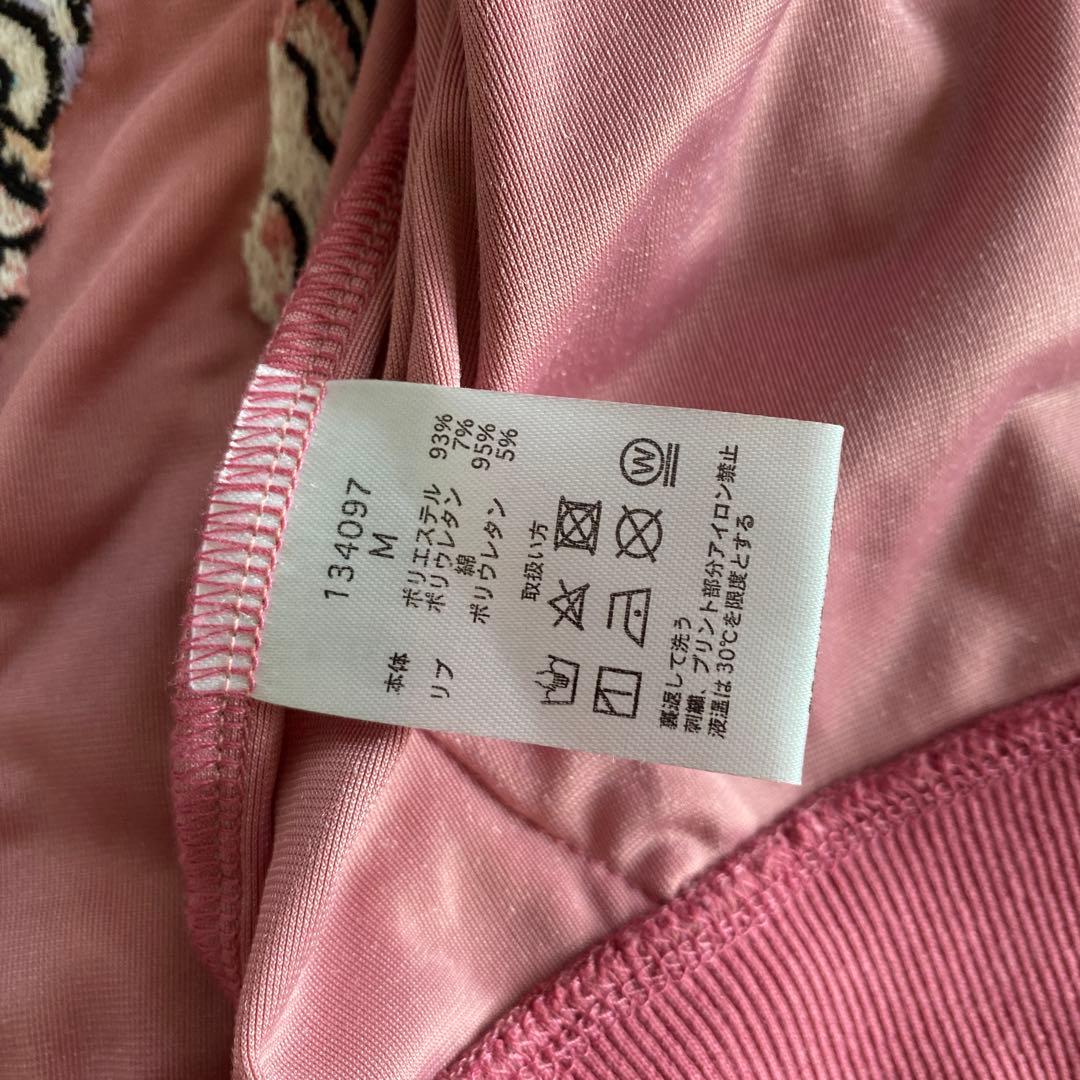 134097
M
本体 ポリエステル 93%
ポリウレタン 7%
リブ 綿 95%
ポリウレタン 5%
取扱い方
W
裏返して洗う
刺繍、プリント部分アイロン禁止
液温は30℃を限度とする